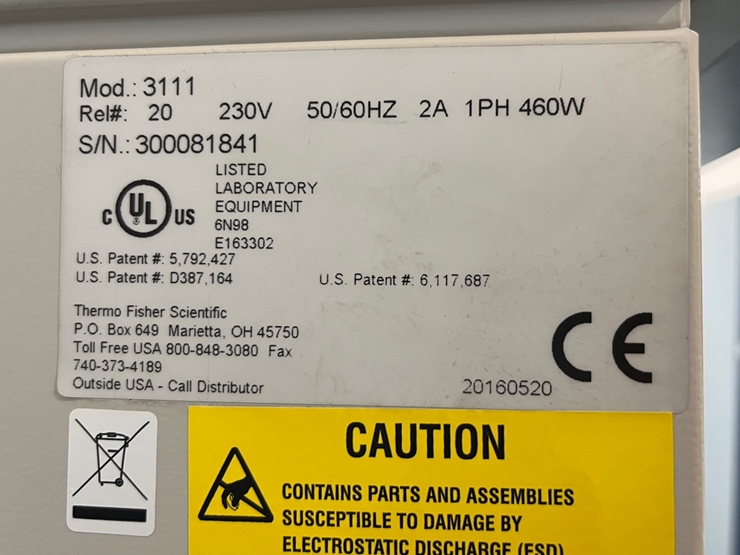 Mod.: 3111
Rel#: 20 230V 50/60HZ 2A 1PH 460W
S/N.: 300081841
LISTED
LABORATORY
EQUIPMENT
6N98
E163302
C UL US
U.S. Patent #: 5,792,427
U.S. Patent #: D387,164 U.S. Patent #: 6,117,687
Thermo Fisher Scientific
P.O. Box 649 Marietta, OH 45750
Toll Free USA 800-848-3080 Fax
740-373-4189
Outside USA - Call Distributor
20160520
CE
CAUTION
CONTAINS PARTS AND ASSEMBLIES
SUSCEPTIBLE TO DAMAGE BY
ELECTROSTATIC DISCHARGE (ESD)